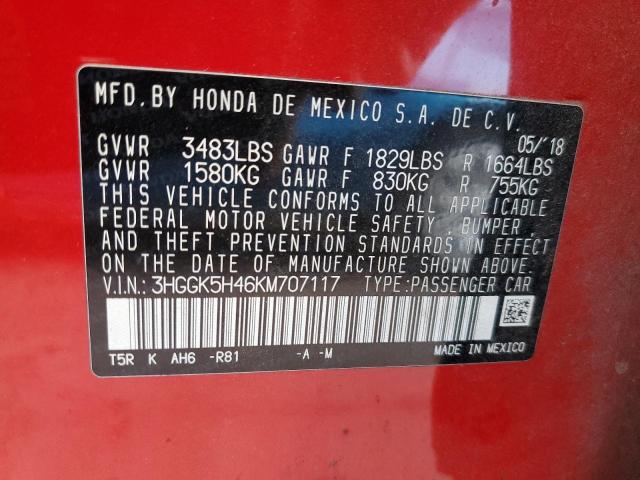 MFD. BY HONDA DE MEXICO S.A. DE C.V.
05/'18
GVWR 3483LBS GAWR F 1829LBS R 1664LBS
GVWR 1580KG GAWR F 830KG R 755KG
THIS VEHICLE CONFORMS TO ALL APPLICABLE
FEDERAL MOTOR VEHICLE SAFETY, BUMPER,
AND THEFT PREVENTION STANDARDS IN EFFECT
ON THE DATE OF MANUFACTURE SHOWN ABOVE.
V.I.N.: 3HGGK5H46KM707117 TYPE:PASSENGER CAR
T5R K AH6 -R81 -A -M MADE IN MEXICO